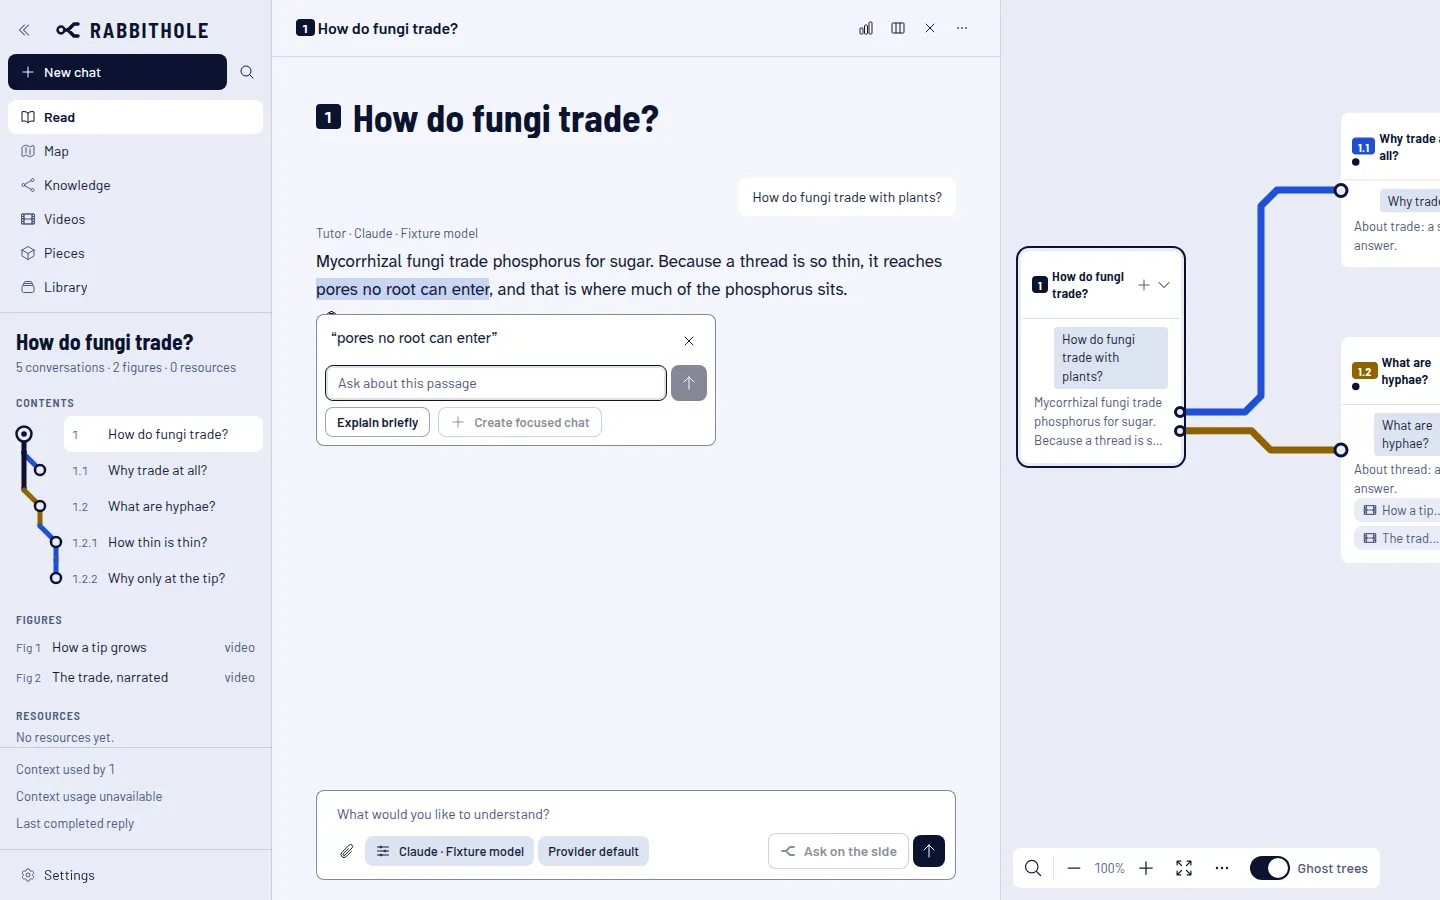 RABBITHOLE
New chat
Read
Map
Knowledge
Videos
Pieces
Library
How do fungi trade?
5 conversations · 2 figures · 0 resources
CONTENTS
1 How do fungi trade?
1.1 Why trade at all?
1.2 What are hyphae?
1.2.1 How thin is thin?
1.2.2 Why only at the tip?
FIGURES
Fig 1 How a tip grows video
Fig 2 The trade, narrated video
RESOURCES
No resources yet.
Context used by 1
Context usage unavailable
Last completed reply
Settings
1 How do fungi trade?
1 How do fungi trade?
How do fungi trade with plants?
Tutor · Claude · Fixture model
Mycorrhizal fungi trade phosphorus for sugar. Because a thread is so thin, it reaches
pores no root can enter, and that is where much of the phosphorus sits.
“pores no root can enter”
Ask about this passage
Explain briefly
Create focused chat
What would you like to understand?
Claude · Fixture model
Provider default
Ask on the side
1 How do fungi
trade?
How do fungi
trade with
plants?
Mycorrhizal fungi trade
phosphorus for sugar.
Because a thread is s...
1.1 Why trade
all?
Why trade
About trade: a
answer.
1.2 What are
hyphae?
What are
hyphae?
About thread: a
answer.
How a tip...
The trad...
100%
Ghost trees